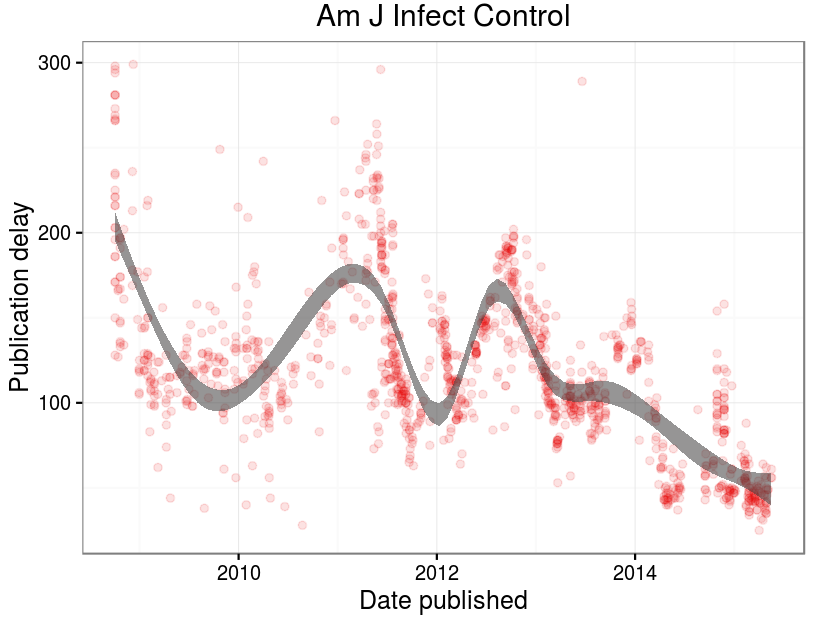 Am J Infect Control
Publication delay
300
200
100
2010
2012
2014
Date published